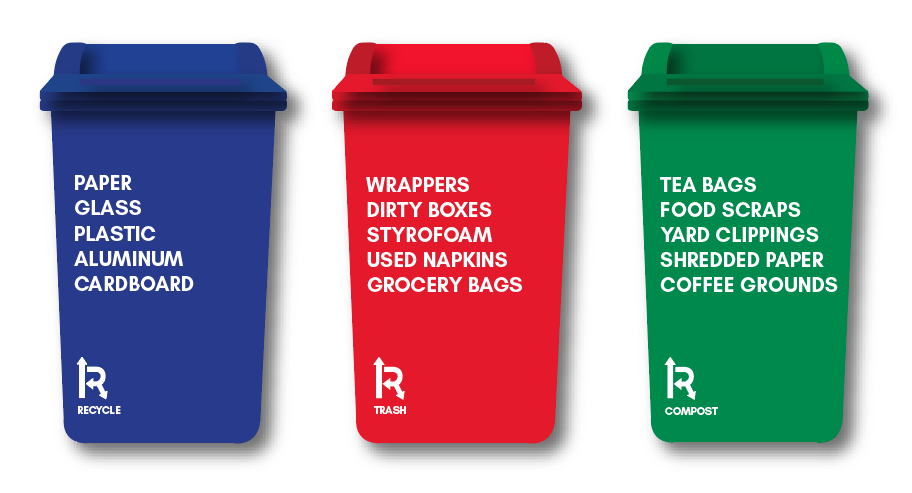 PAPER
GLASS
PLASTIC
ALUMINUM
CARDBOARD
RECYCLE
WRAPPERS
DIRTY BOXES
STYROFOAM
USED NAPKINS
GROCERY BAGS
TRASH
TEA BAGS
FOOD SCRAPS
YARD CLIPPINGS
SHREDDED PAPER
COFFEE GROUNDS
COMPOST